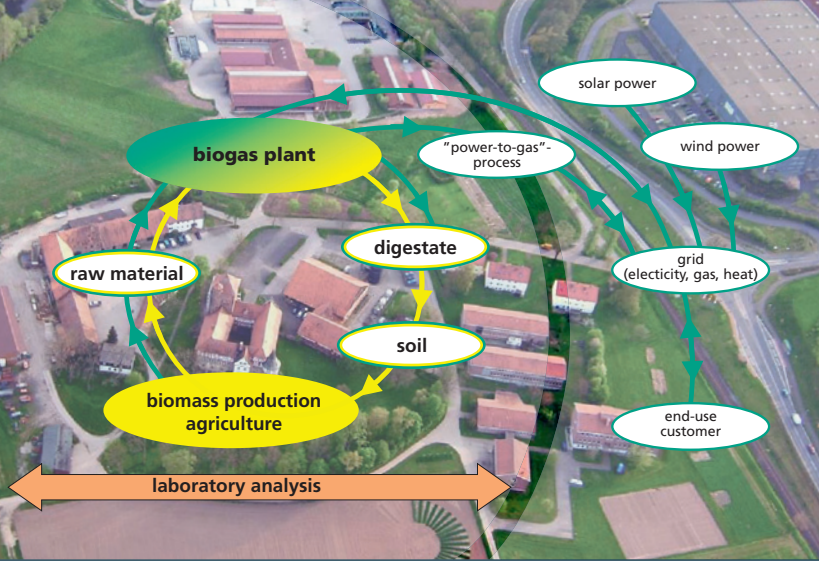 solar power
wind power
"power-to-gas"-
process
biogas plant
digestate
grid
(electicity, gas, heat)
raw material
soil
biomass production
agriculture
end-use
customer
laboratory analysis